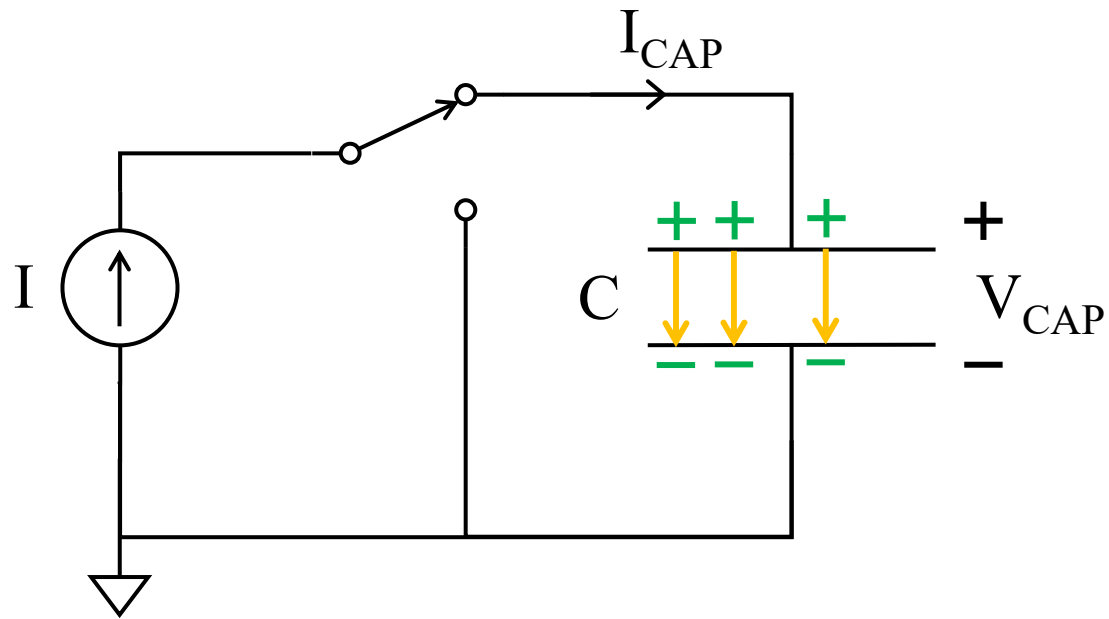 I_CAP
+ + + +
I
C
V_CAP
− − − −